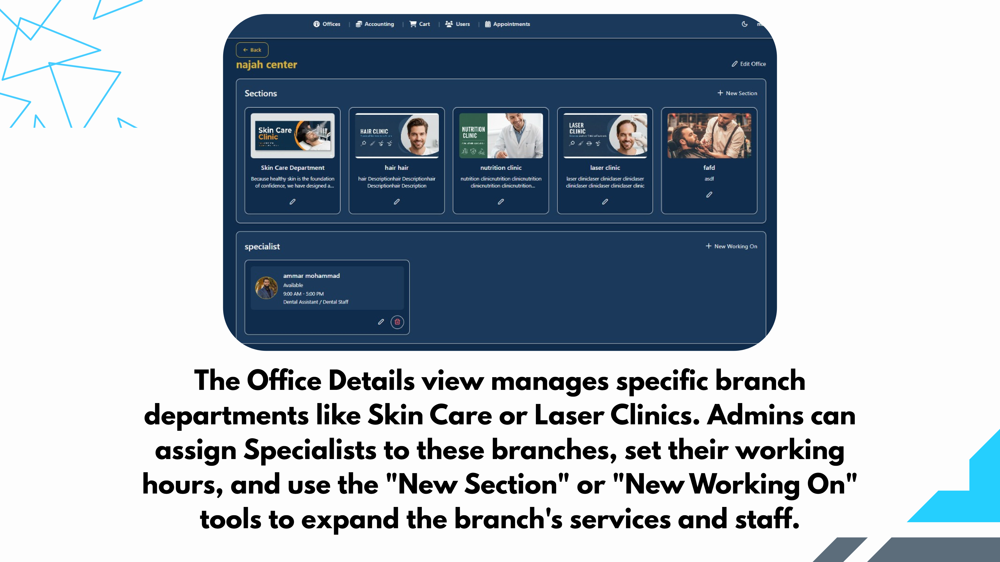 Offices | Accounting | Cart | Users | Appointments
Back
najah center
Edit Office
Sections
New Section
Skin Care
Clinic
Skin Care Department
Because healthy skin is the foundation
of confidence, we have designed a...
HAIR CLINIC
hair hair
hair Descriptionhair Descriptionhair
Descriptionhair Description
NUTRITION
CLINIC
nutrition clinic
nutrition clinicnutrition clinicnutrition
clinicnutrition clinicnutrition...
LASER
CLINIC
laser clinic
laser cliniclaser cliniclaser cliniclaser
cliniclaser cliniclaser cliniclaser clinic
fafd
asdf
specialist
New Working On
ammar mohammad
Available
9:00 AM - 5:00 PM
Dental Assistant / Dental Staff
The Office Details view manages specific branch
departments like Skin Care or Laser Clinics. Admins can
assign Specialists to these branches, set their working
hours, and use the "New Section" or "New Working On"
tools to expand the branch's services and staff.